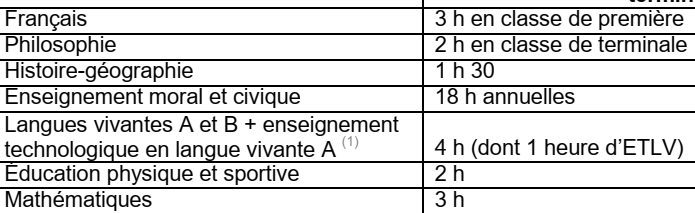 Français 3 h en classe de première
Philosophie 2 h en classe de terminale
Histoire-géographie 1 h 30
Enseignement moral et civique 18 h annuelles
Langues vivantes A et B + enseignement
technologique en langue vivante A (1) 4 h (dont 1 heure d'ETLV)
Éducation physique et sportive 2 h
Mathématiques 3 h